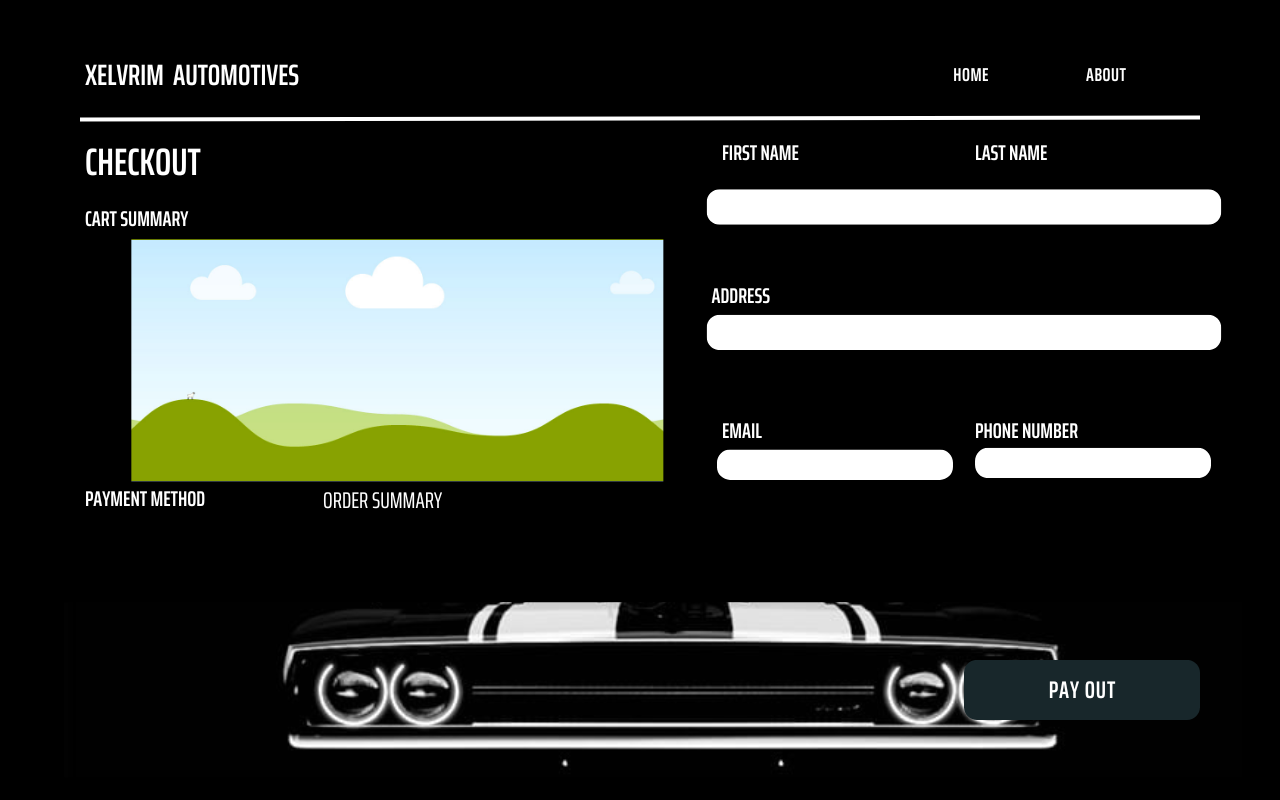 XELVRIM AUTOMOTIVES
HOME
ABOUT
CHECKOUT
CART SUMMARY
FIRST NAME
LAST NAME
ADDRESS
EMAIL
PHONE NUMBER
PAYMENT METHOD
ORDER SUMMARY
PAY OUT